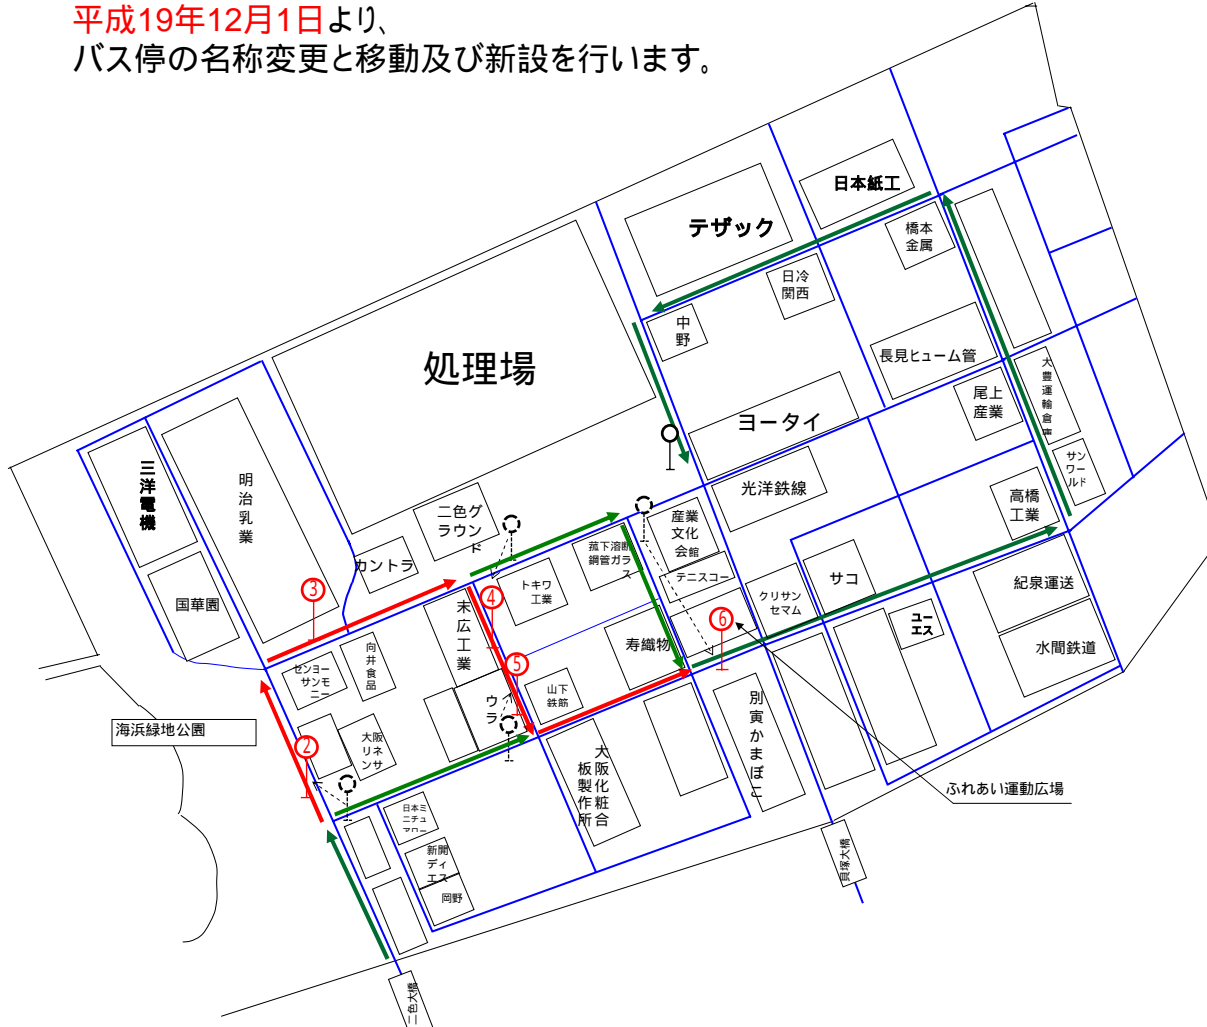 平成19年12月1日より、
バス停の名称変更と移動及び新設を行います。
日本紙工
テザック
橋本
金属
日冷
関西
中
野
処理場
長見ヒューム管
大豊運輸倉庫
尾上
産業
ヨータイ
サン
ワー
ルド
三洋電機
明治乳業
光洋鉄線
高橋
工業
二色グ
ラウン
ド
産業
文化
会館
菰下溶断
鋼管ガラ
ス
カントラ
テニスコー
トキワ
工業
サコ
クリサン
セマム
紀泉運送
国華園
③
④
末広工業
⑥
ユー
エス
寿織物
水間鉄道
向井食品
センヨー
サンモ
ニー
⑤
山下
鉄筋
ウラ
別寅かまぼこ
海浜緑地公園
②
大阪
リネ
ンサ
大阪化粧合
板製作所
ふれあい運動広場
日本ミ
ニチュ
アロー
新開
ディ
エス
岡野
貝塚大橋
二色大橋